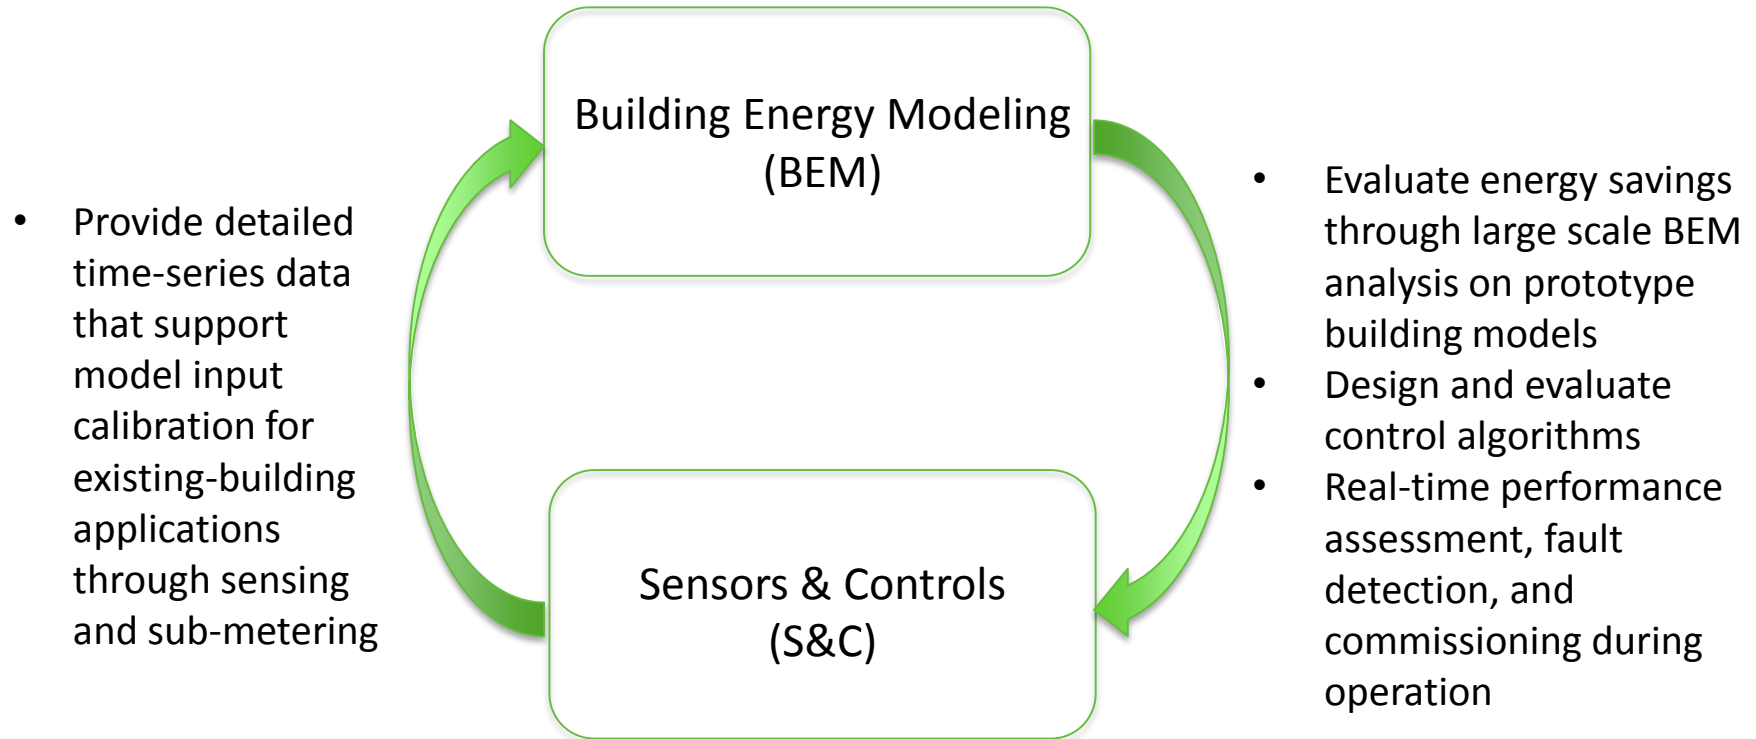 Building Energy Modeling
(BEM)
• Provide detailed
time-series data
that support
model input
calibration for
existing-building
applications
through sensing
and sub-metering
• Evaluate energy savings
through large scale BEM
analysis on prototype
building models
• Design and evaluate
control algorithms
• Real-time performance
assessment, fault
detection, and
commissioning during
operation
Sensors & Controls
(S&C)